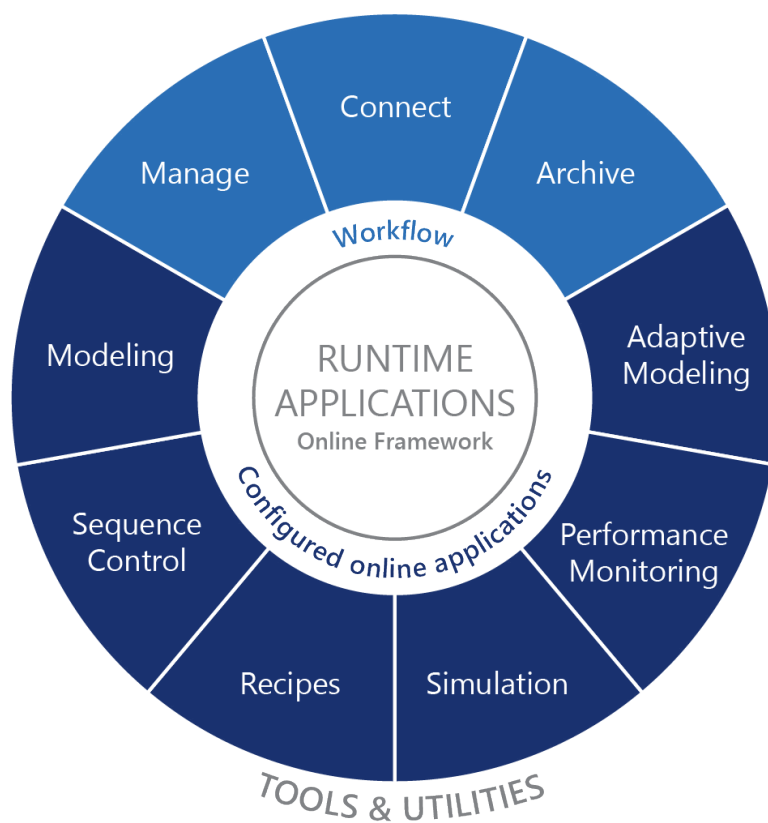 Connect
Manage
Archive
Workflow
Modeling
RUNTIME
APPLICATIONS
Online Framework
Adaptive
Modeling
Configured online applications
Sequence
Control
Performance
Monitoring
Recipes
Simulation
TOOLS & UTILITIES